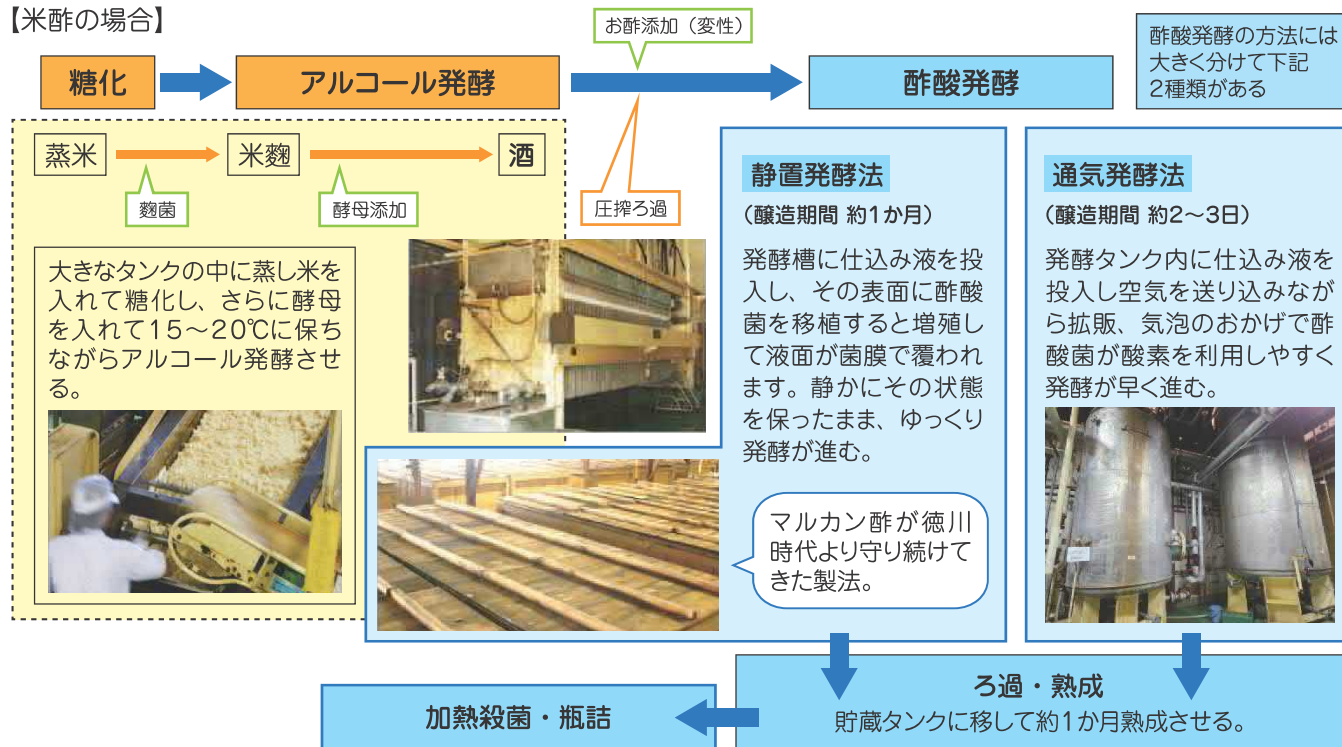 【米酢の場合】
お酢添加（変性）
糖化
アルコール発酵
酢酸発酵
酢酸発酵の方法には
大きく分けて下記
2種類がある
蒸米
米麹
酒
麴菌
酵母添加
圧搾ろ過
大きなタンクの中に蒸し米を
入れて糖化し、さらに酵母
を入れて15～20℃に保ち
ながらアルコール発酵させ
る。
静置発酵法
（醸造期間 約1か月）
発酵槽に仕込み液を投
入し、その表面に酢酸
菌を移植すると増殖し
て液面が菌膜で覆われ
ます。静かにその状態
を保ったまま、ゆっくり
発酵が進む。
マルカン酢が徳川
時代より守り続けて
きた製法。
通気発酵法
（醸造期間 約2～3日）
発酵タンク内に仕込み液を
投入し空気を送り込みなが
ら拡販、気泡のおかげで酢
酸菌が酸素を利用しやすく
発酵が早く進む。
ろ過・熟成
貯蔵タンクに移して約1か月熟成させる。
加熱殺菌・瓶詰